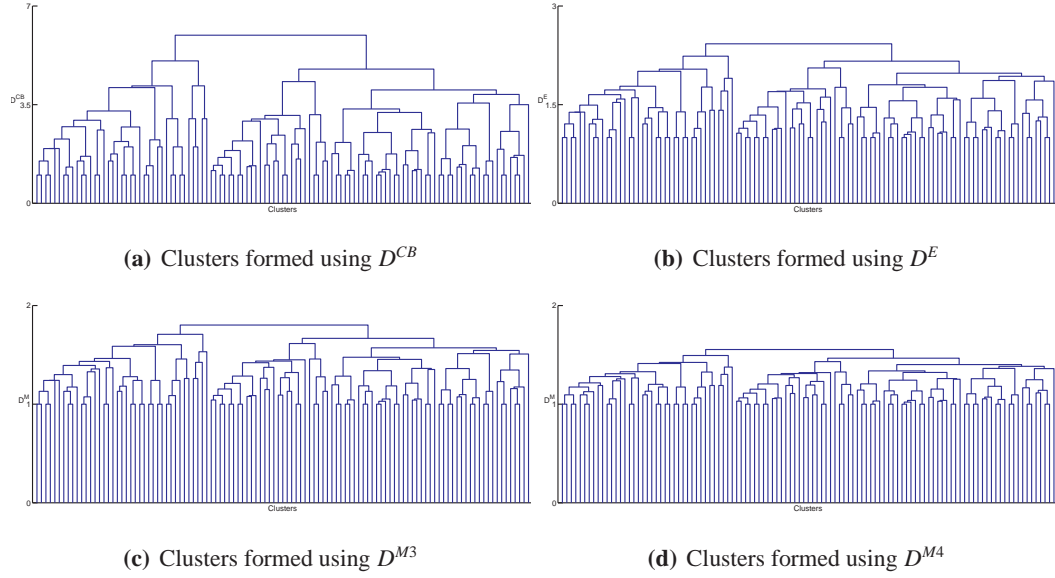 7
D^CB
3.5
0
Clusters
(a) Clusters formed using D^CB
3
D^E
1.5
0
Clusters
(b) Clusters formed using D^E
2
D^M
1
0
Clusters
(c) Clusters formed using D^M3
2
D^M
1
0
Clusters
(d) Clusters formed using D^M4